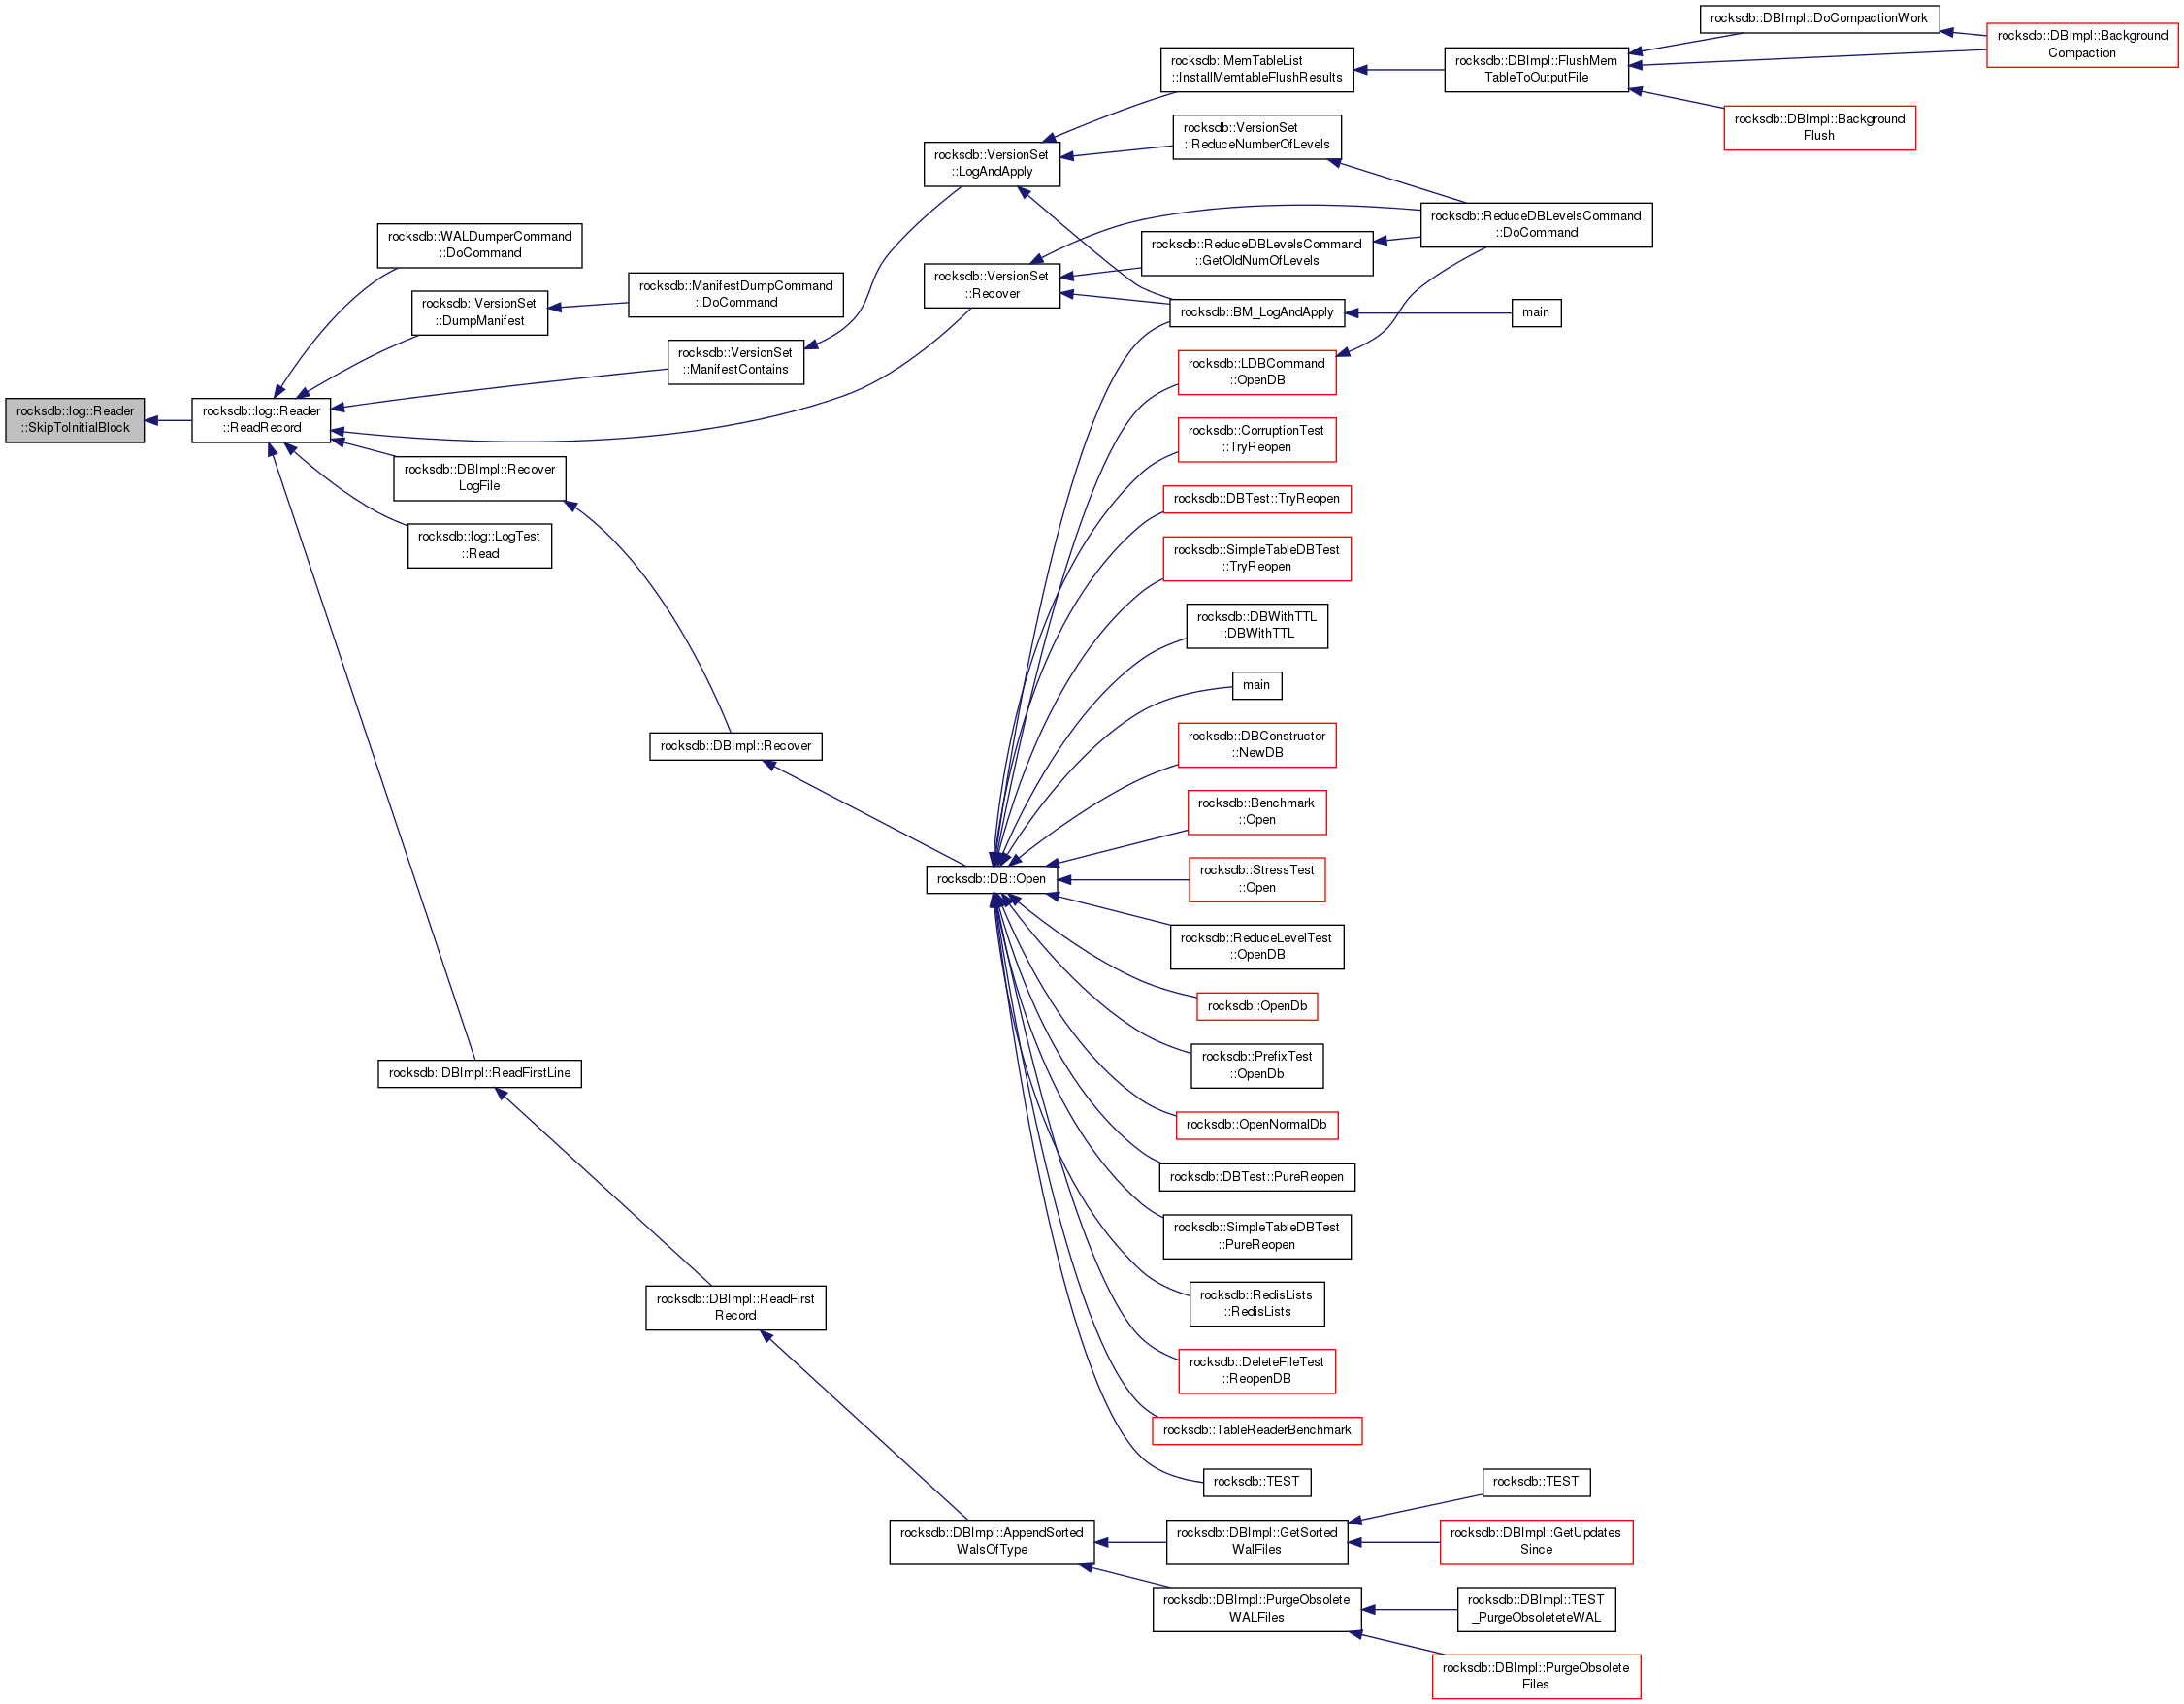 rocksdb::log::Reader
::SkipToInitialBlock
rocksdb::log::Reader
::ReadRecord
rocksdb::WALDumperCommand
::DoCommand
rocksdb::VersionSet
::DumpManifest
rocksdb::ManifestDumpCommand
::DoCommand
rocksdb::VersionSet
::ManifestContains
rocksdb::DBImpl::Recover
LogFile
rocksdb::log::LogTest
::Read
rocksdb::DBImpl::Recover
rocksdb::DBImpl::ReadFirstLine
rocksdb::DBImpl::ReadFirst
Record
rocksdb::VersionSet
::LogAndApply
rocksdb::VersionSet
::Recover
rocksdb::DB::Open
rocksdb::DBImpl::AppendSorted
WalsOfType
rocksdb::MemTableList
::InstallMemtableFlushResults
rocksdb::VersionSet
::ReduceNumberOfLevels
rocksdb::ReduceDBLevelsCommand
::GetOldNumOfLevels
rocksdb::BM_LogAndApply
rocksdb::LDBCommand
::OpenDB
rocksdb::CorruptionTest
::TryReopen
rocksdb::DBTest::TryReopen
rocksdb::SimpleTableDBTest
::TryReopen
rocksdb::DBWithTTL
::DBWithTTL
main
rocksdb::DBConstructor
::NewDB
rocksdb::Benchmark
::Open
rocksdb::StressTest
::Open
rocksdb::ReduceLevelTest
::OpenDB
rocksdb::OpenDb
rocksdb::PrefixTest
::OpenDb
rocksdb::OpenNormalDb
rocksdb::DBTest::PureReopen
rocksdb::SimpleTableDBTest
::PureReopen
rocksdb::RedisLists
::RedisLists
rocksdb::DeleteFileTest
::ReopenDB
rocksdb::TableReaderBenchmark
rocksdb::TEST
rocksdb::DBImpl::GetSorted
WalFiles
rocksdb::DBImpl::PurgeObsolete
WALFiles
rocksdb::DBImpl::FlushMem
TableToOutputFile
rocksdb::ReduceDBLevelsCommand
::DoCommand
main
rocksdb::TEST
rocksdb::DBImpl::GetUpdates
Since
rocksdb::DBImpl::TEST
_PurgeObsoleteteWAL
rocksdb::DBImpl::PurgeObsolete
Files
rocksdb::DBImpl::DoCompactionWork
rocksdb::DBImpl::Background
Flush
rocksdb::DBImpl::Background
Compaction